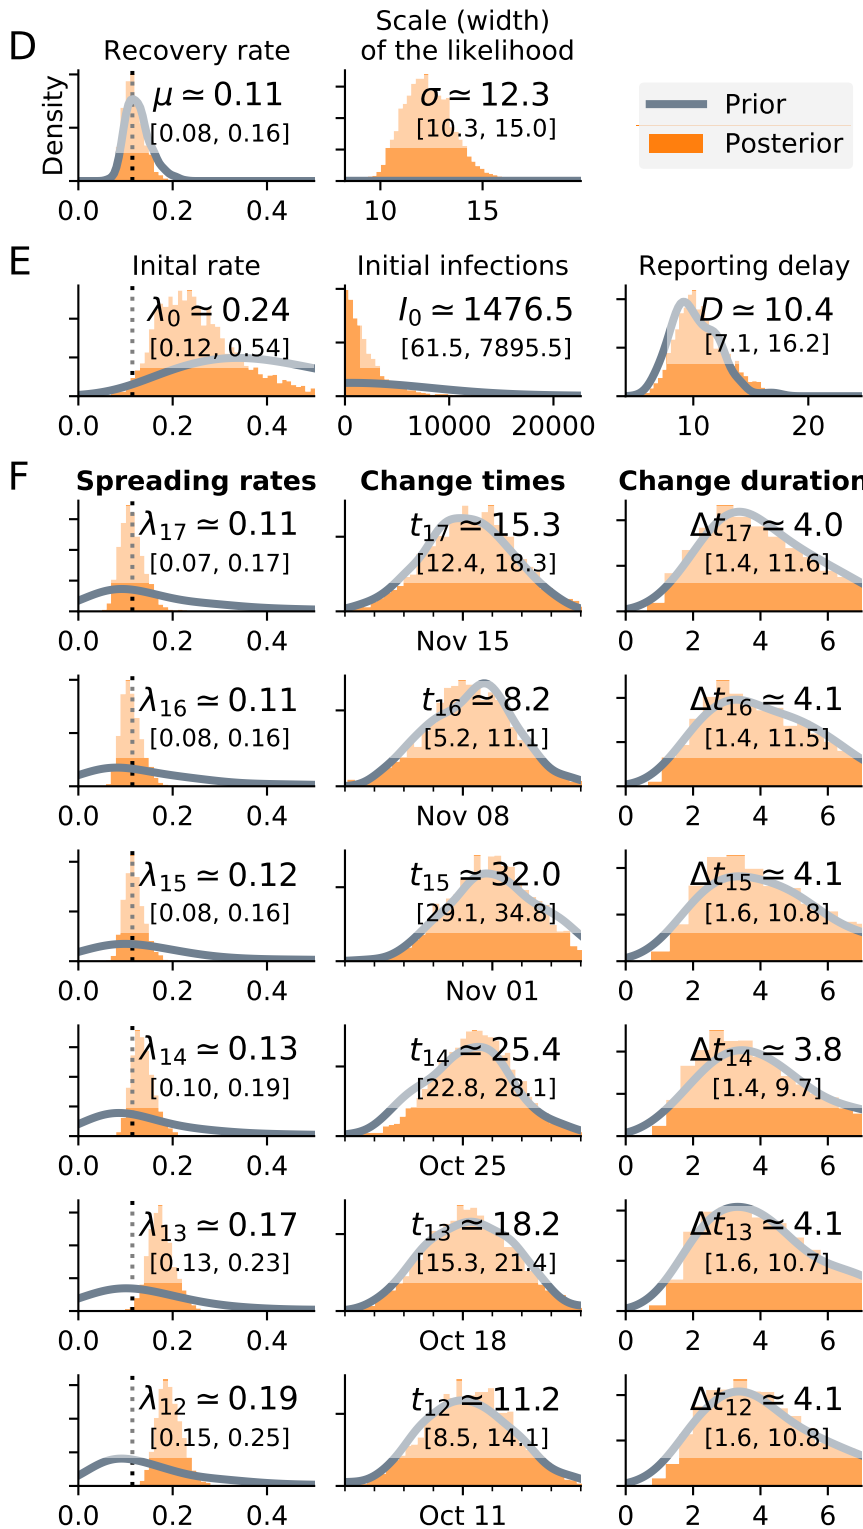 D
Recovery rate
Scale (width)
of the likelihood
Density
μ ≃ 0.11
[0.08, 0.16]
σ ≃ 12.3
[10.3, 15.0]
Prior
Posterior
0.0 0.2 0.4
10 15
E
Inital rate
Initial infections
Reporting delay
λ0 ≃ 0.24
[0.12, 0.54]
I0 ≃ 1476.5
[61.5, 7895.5]
D ≃ 10.4
[7.1, 16.2]
0.0 0.2 0.4
0 10000 20000
10 20
F
Spreading rates
Change times
Change duration
λ17 ≃ 0.11
[0.07, 0.17]
t17 ≃ 15.3
[12.4, 18.3]
Δt17 ≃ 4.0
[1.4, 11.6]
0.0 0.2 0.4
Nov 15
0 2 4 6
λ16 ≃ 0.11
[0.08, 0.16]
t16 ≃ 8.2
[5.2, 11.1]
Δt16 ≃ 4.1
[1.4, 11.5]
0.0 0.2 0.4
Nov 08
0 2 4 6
λ15 ≃ 0.12
[0.08, 0.16]
t15 ≃ 32.0
[29.1, 34.8]
Δt15 ≃ 4.1
[1.6, 10.8]
0.0 0.2 0.4
Nov 01
0 2 4 6
λ14 ≃ 0.13
[0.10, 0.19]
t14 ≃ 25.4
[22.8, 28.1]
Δt14 ≃ 3.8
[1.4, 9.7]
0.0 0.2 0.4
Oct 25
0 2 4 6
λ13 ≃ 0.17
[0.13, 0.23]
t13 ≃ 18.2
[15.3, 21.4]
Δt13 ≃ 4.1
[1.6, 10.7]
0.0 0.2 0.4
Oct 18
0 2 4 6
λ12 ≃ 0.19
[0.15, 0.25]
t12 ≃ 11.2
[8.5, 14.1]
Δt12 ≃ 4.1
[1.6, 10.8]
0.0 0.2 0.4
Oct 11
0 2 4 6